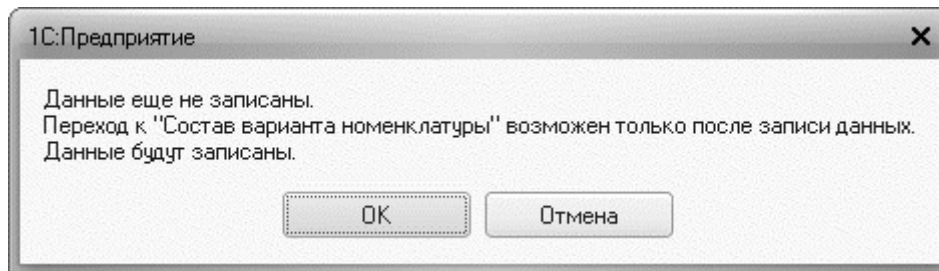 1С:Предприятие
Данные еще не записаны.
Переход к "Состав варианта номенклатуры" возможен только после записи данных.
Данные будут записаны.
OK
Отмена